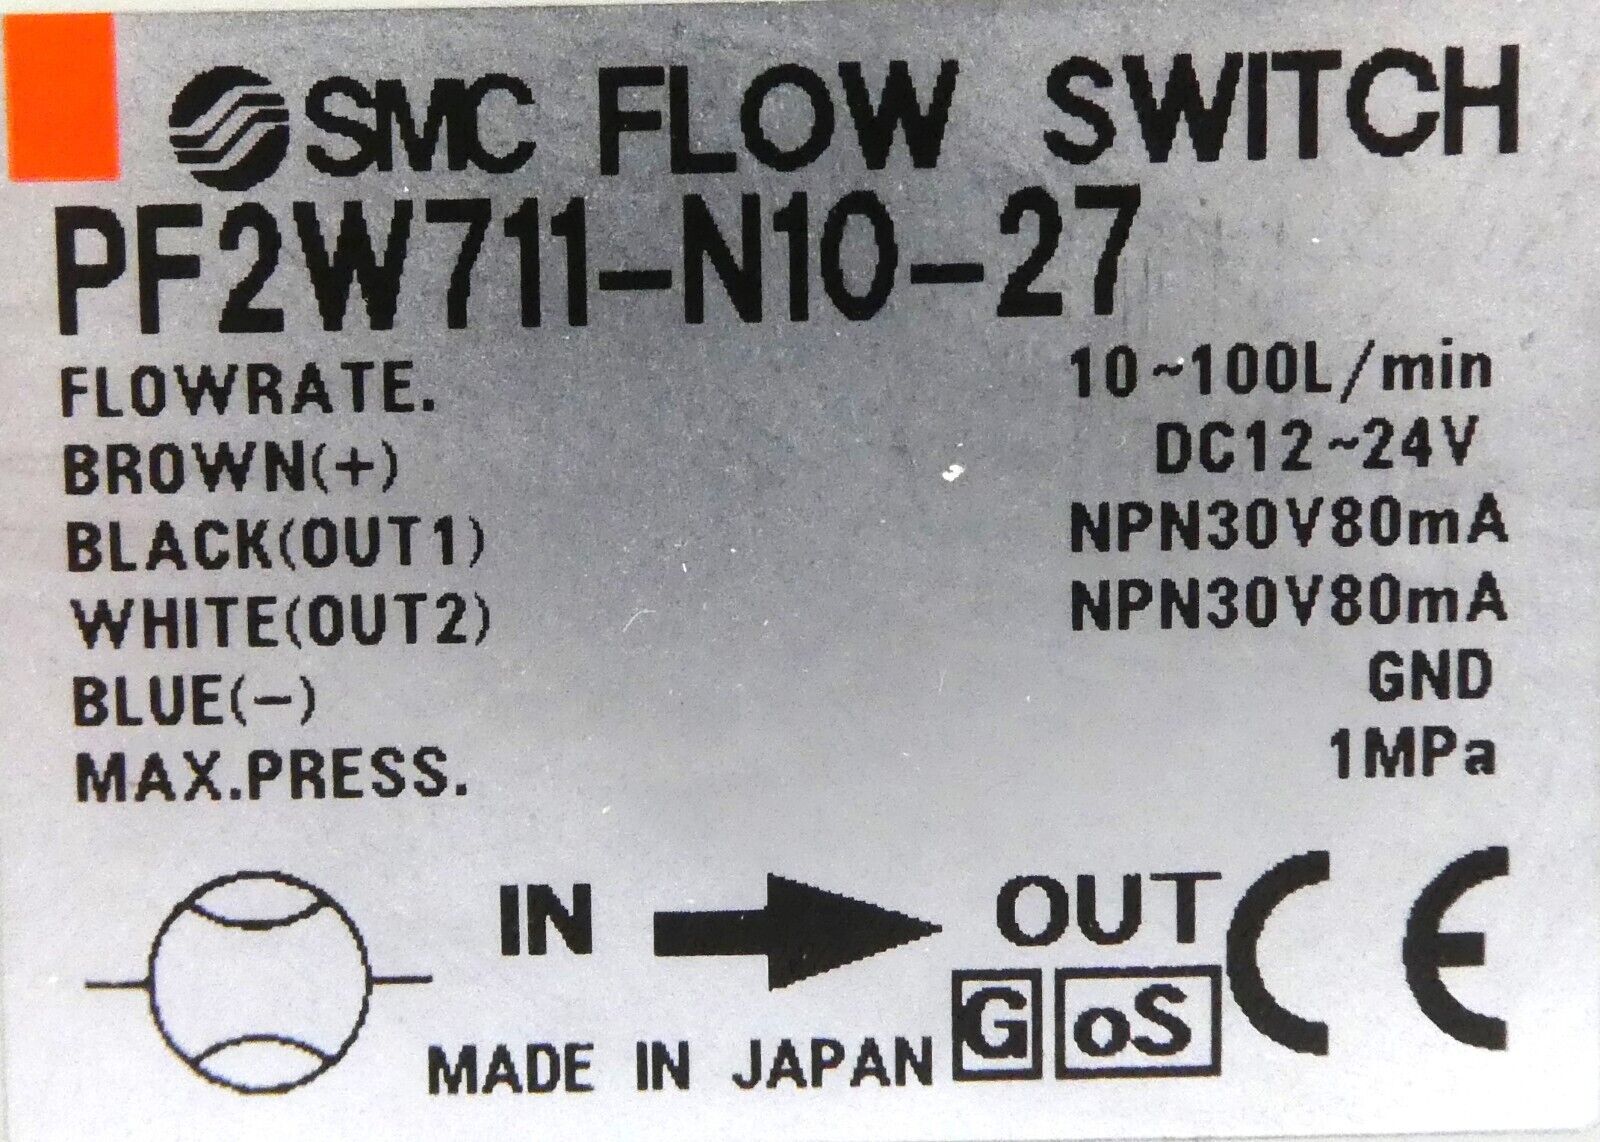 SMC FLOW SWITCH
PF2W711-N10-27
FLOWRATE. 10~100L/min
BROWN(+) DC12~24V
BLACK(OUT1) NPN30V80mA
WHITE(OUT2) NPN30V80mA
BLUE(-) GND
MAX.PRESS. 1MPa
IN OUT CE
MADE IN JAPAN G oS